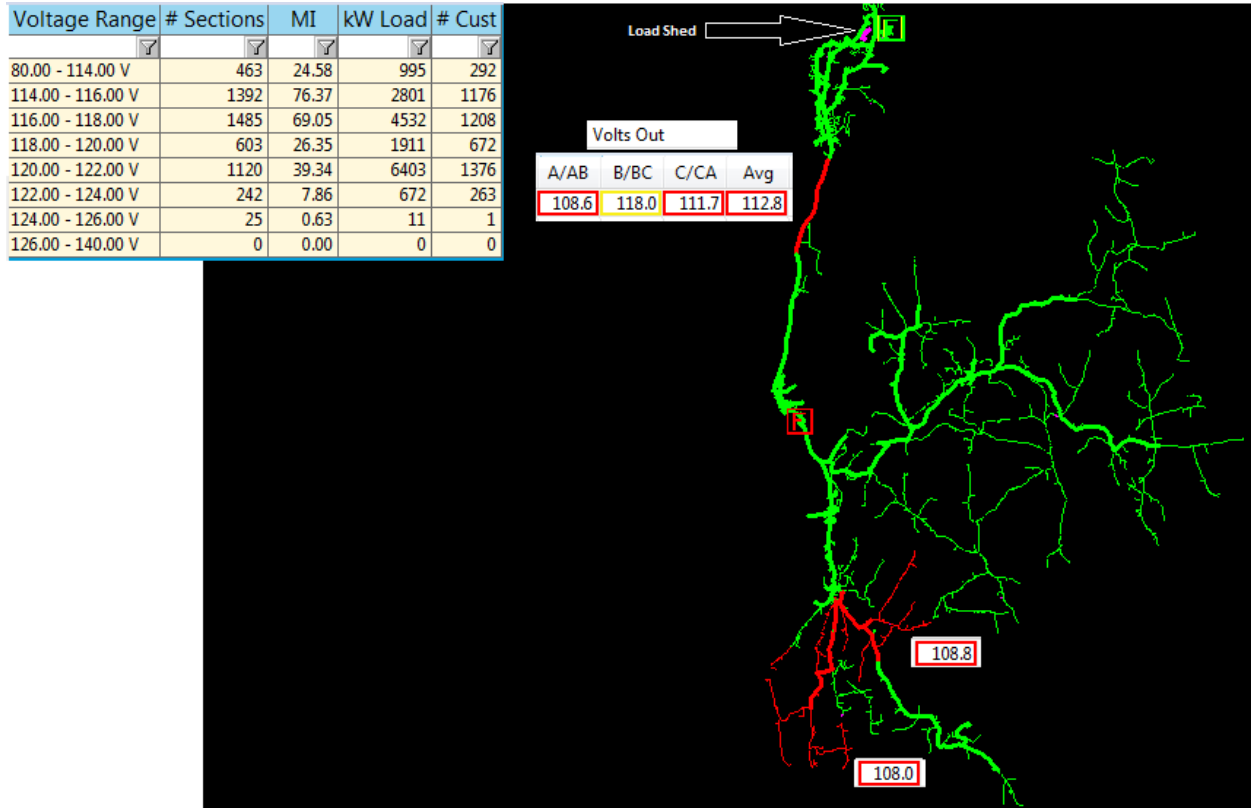 Voltage Range # Sections MI kW Load # Cust
80.00 - 114.00 V 463 24.58 995 292
114.00 - 116.00 V 1392 76.37 2801 1176
116.00 - 118.00 V 1485 69.05 4532 1208
118.00 - 120.00 V 603 26.35 1911 672
120.00 - 122.00 V 1120 39.34 6403 1376
122.00 - 124.00 V 242 7.86 672 263
124.00 - 126.00 V 25 0.63 11 1
126.00 - 140.00 V 0 0.00 0 0
Load Shed
Volts Out
A/AB B/BC C/CA Avg
108.6 118.0 111.7 112.8
108.8
108.0